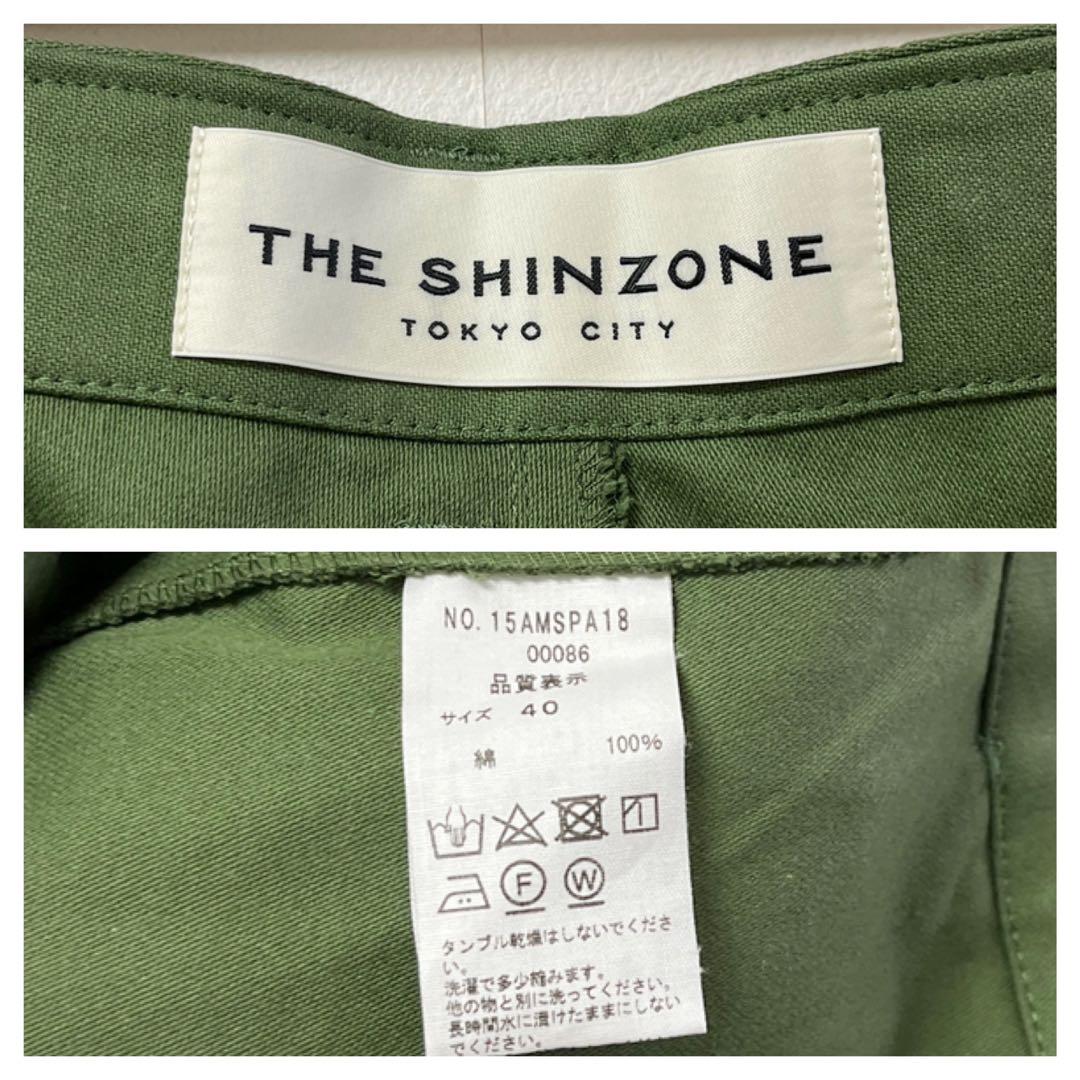 THE SHINZONE
TOKYO CITY
NO. 15AMSPA18
00086
品質表示
サイズ 40
綿 100%
F W
タンブル乾燥はしないでくださ
い。
洗濯で多少縮みます。
他の物と別に洗ってください。
長時間水に漬けたままにしない
でください。